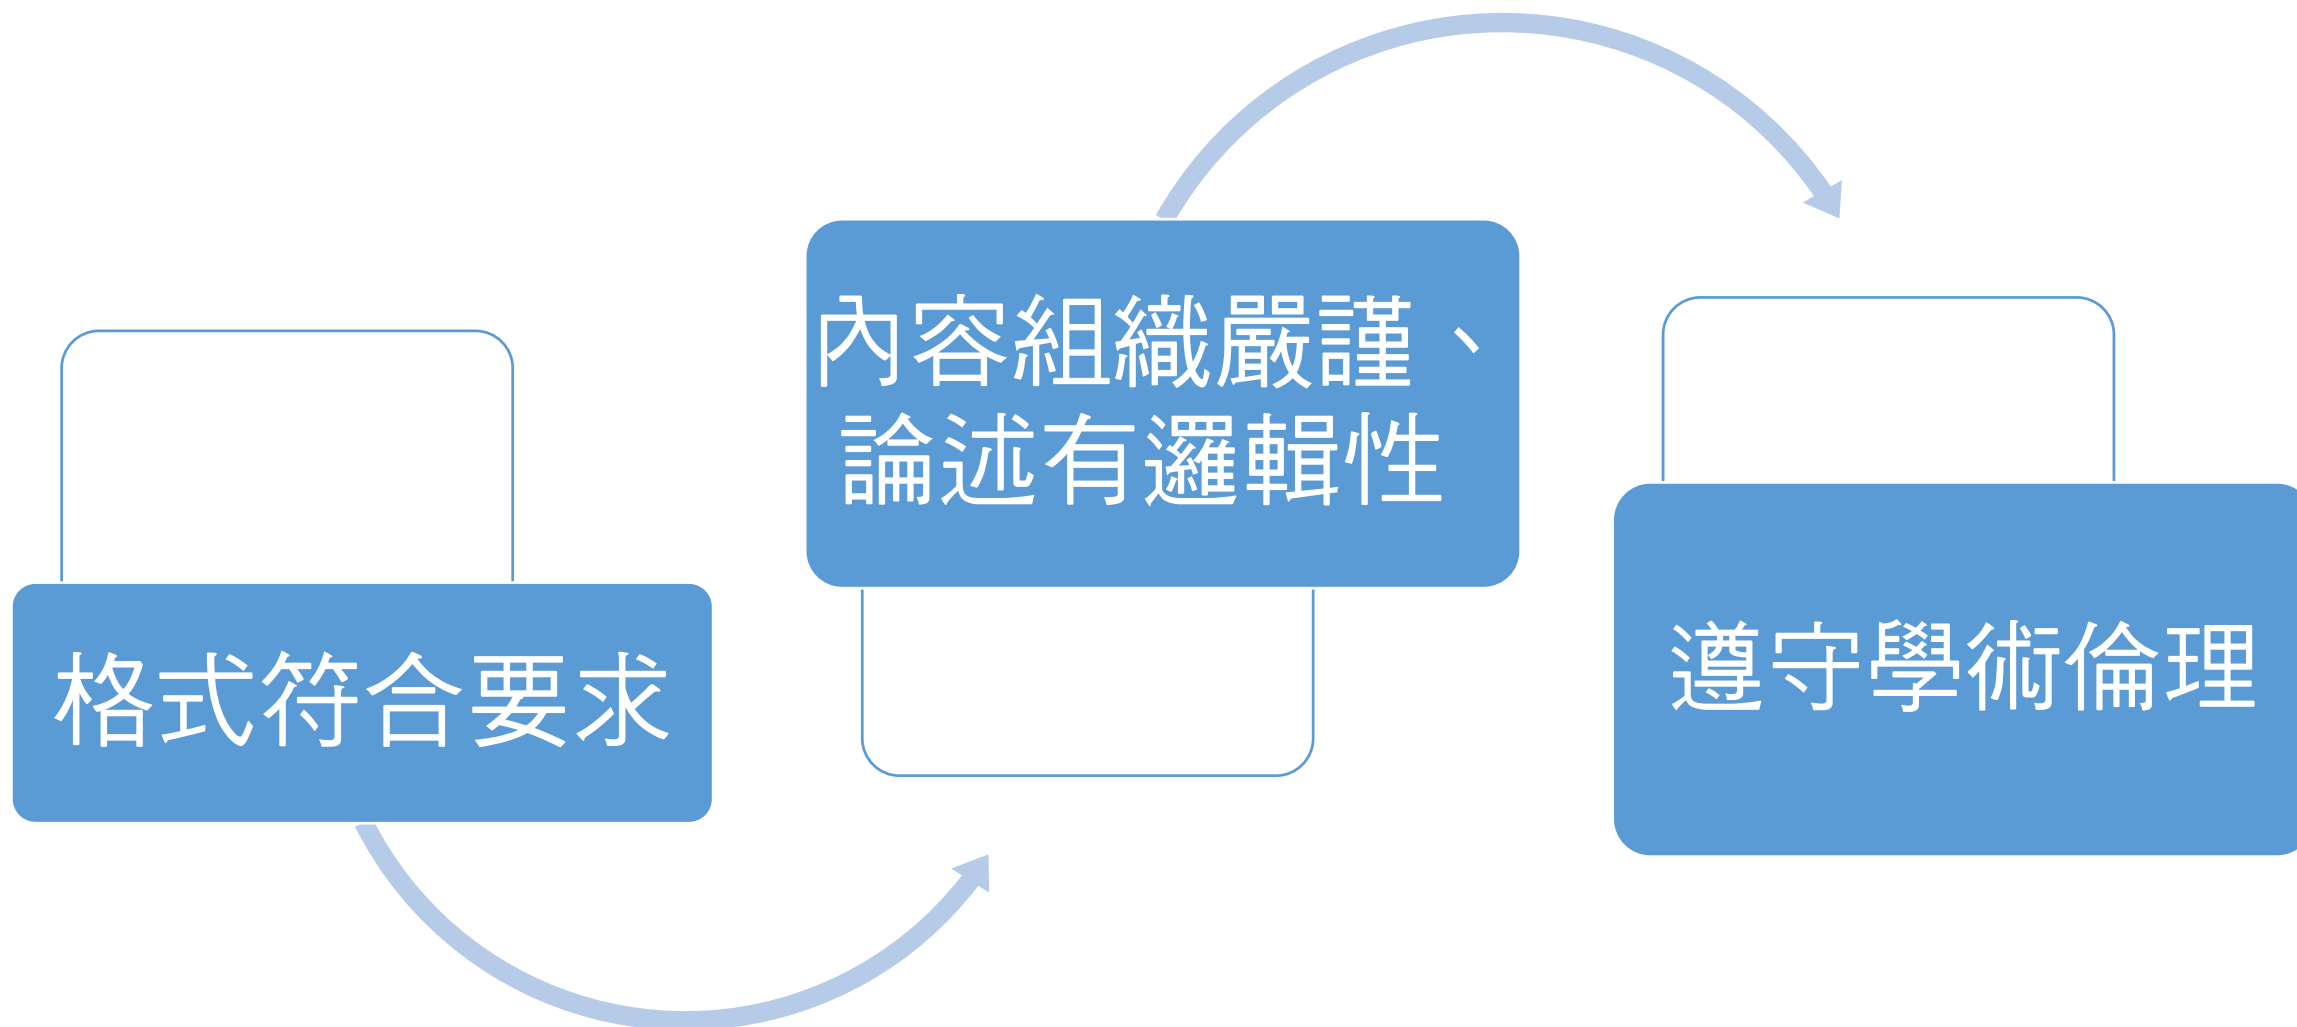 格式符合要求
內容組織嚴謹、
論述有邏輯性
遵守學術倫理